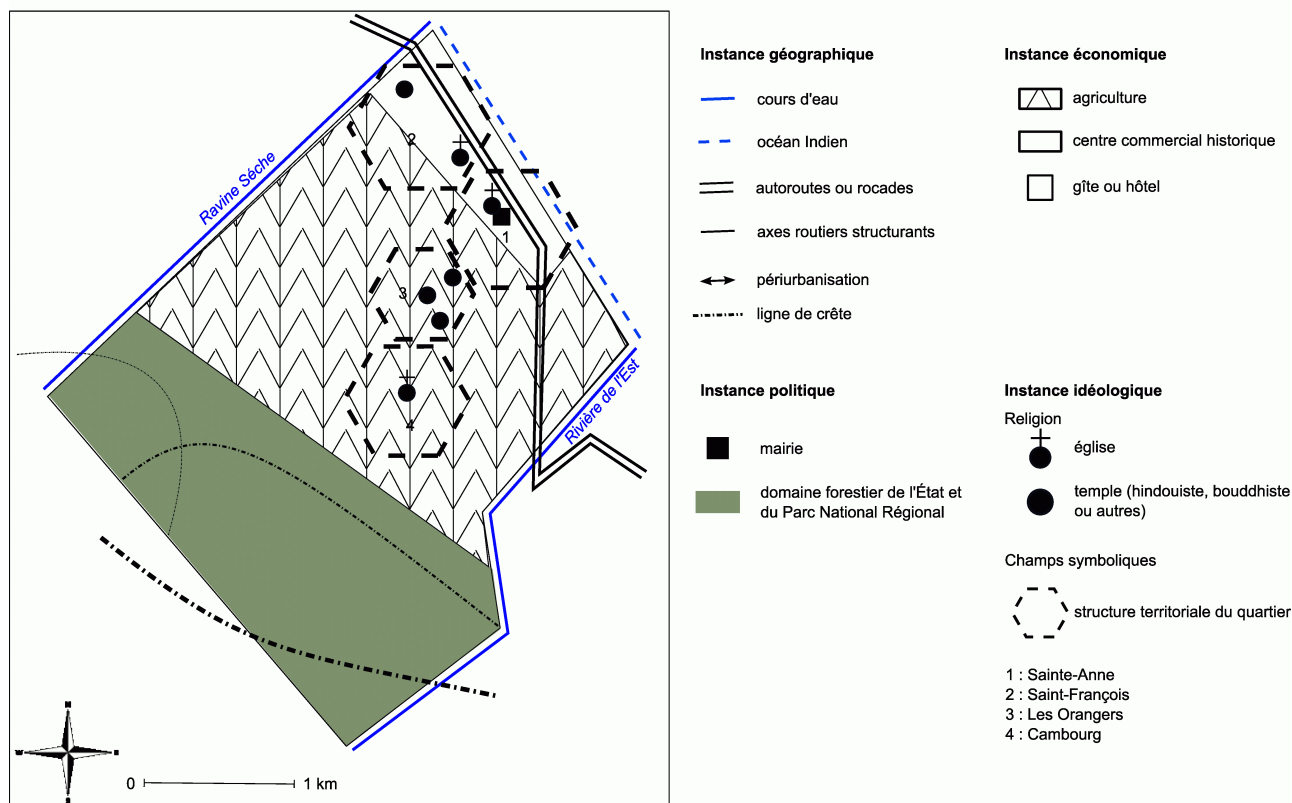 Ravine Séche
2
1
3
4
Rivière de l'Est
N
0 1 km
Instance géographique
cours d'eau
océan Indien
autoroutes ou rocades
axes routiers structurants
périurbanisation
ligne de crête
Instance économique
agriculture
centre commercial historique
gîte ou hôtel
Instance politique
mairie
domaine forestier de l'État et
du Parc National Régional
Instance idéologique
Religion
église
temple (hindouiste, bouddhiste
ou autres)
Champs symboliques
structure territoriale du quartier
1 : Sainte-Anne
2 : Saint-François
3 : Les Orangers
4 : Cambourg